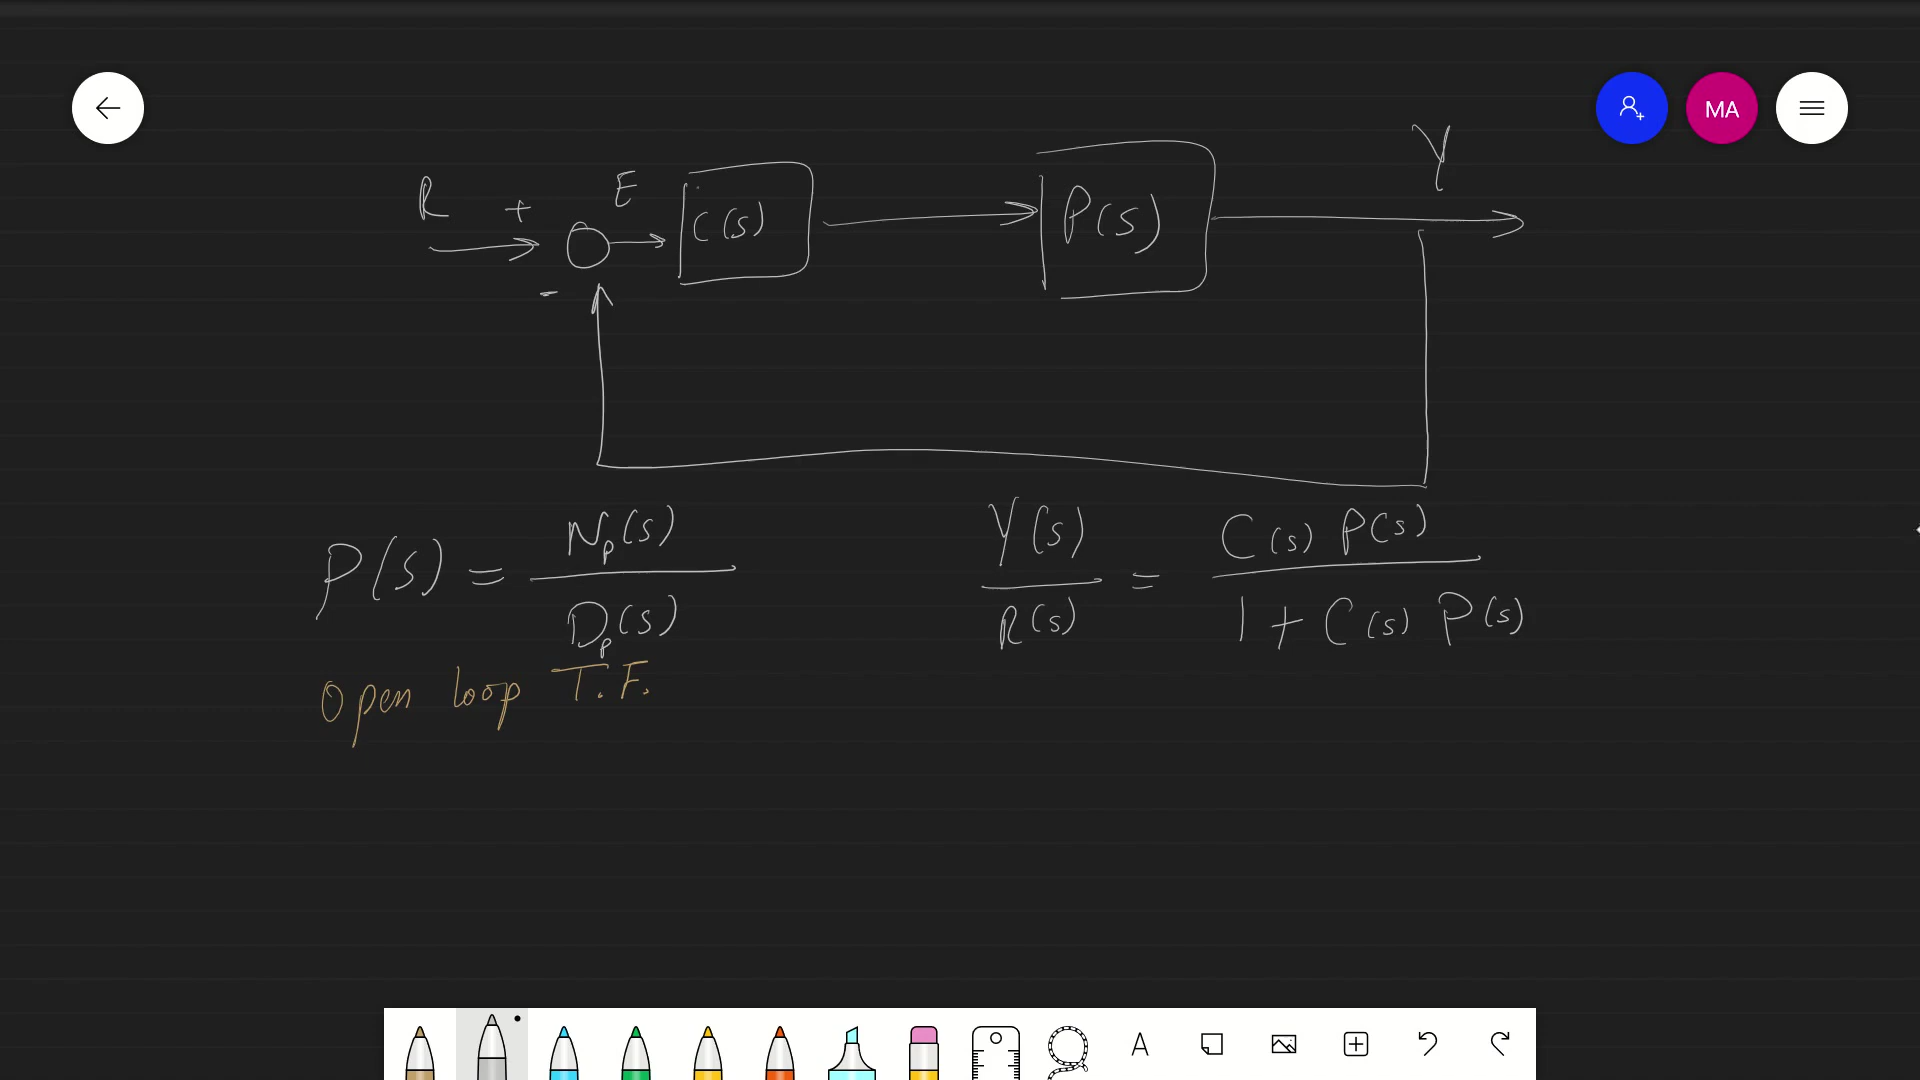 MA
Y
R + E C(s) P(s)
-
P(s) = Np(s) / Dp(s)
Y(s) / R(s) = C(s) P(s) / 1 + C(s) P(s)
Open loop T.F.
A